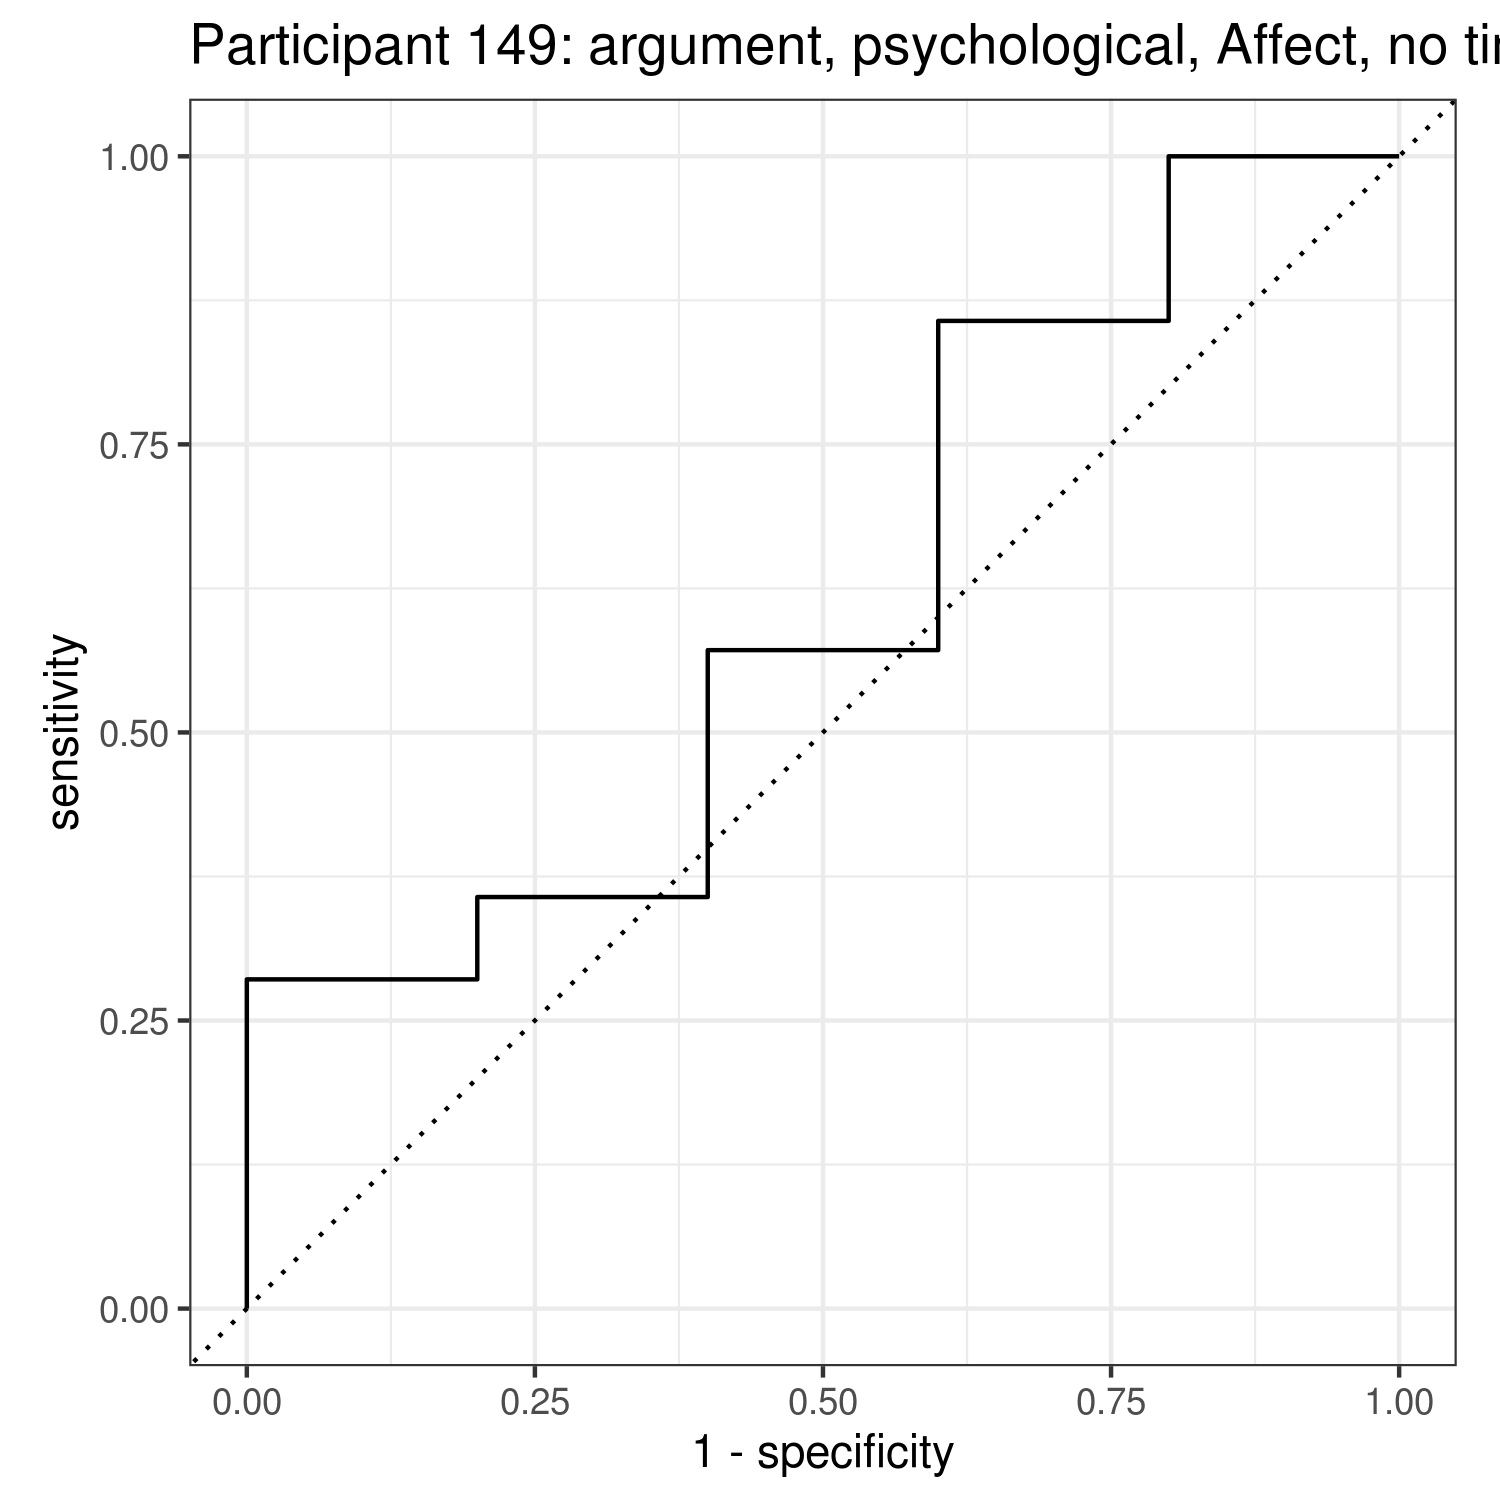 Participant 149: argument, psychological, Affect, no
1.00
0.75
0.50
0.25
0.00
sensitivity
0.00 0.25 0.50 0.75 1.00
1 - specificity